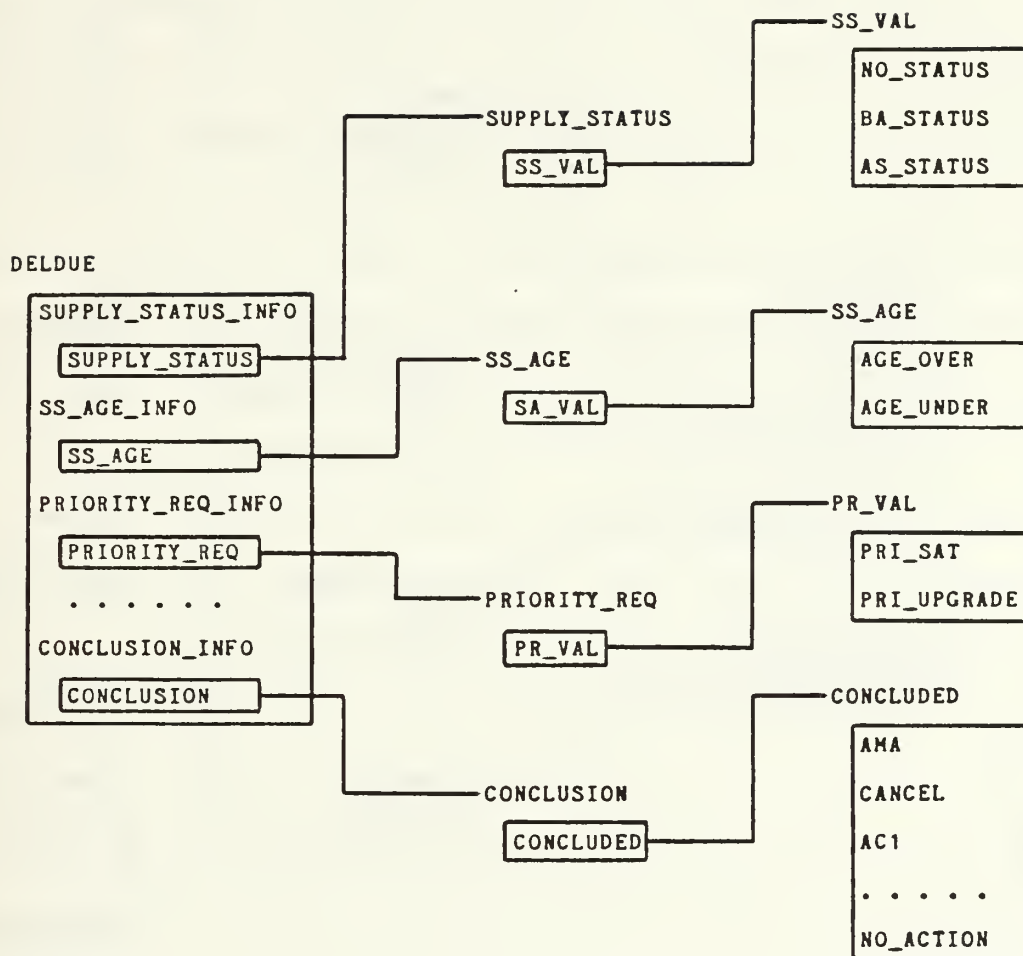 SS_VAL
NO_STATUS
BA_STATUS
AS_STATUS
SUPPLY_STATUS
SS_VAL
DELDUE
SUPPLY_STATUS_INFO
SUPPLY_STATUS
SS_AGE_INFO
SS_AGE
PRIORITY_REQ_INFO
PRIORITY_REQ
. . . . . .
CONCLUSION_INFO
CONCLUSION
SS_AGE
SA_VAL
SS_AGE
AGE_OVER
AGE_UNDER
PRIORITY_REQ
PR_VAL
PR_VAL
PRI_SAT
PRI_UPGRADE
CONCLUSION
CONCLUDED
CONCLUDED
AMA
CANCEL
AC1
. . . . .
NO_ACTION